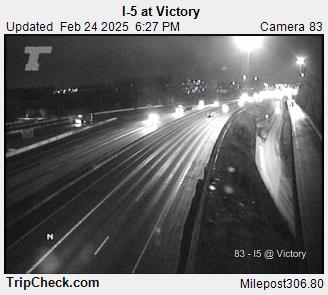 I-5 at Victory
Updated  Feb 24 2025  6:27 PM    Camera 83
T
N
83 - I5 @ Victory
TripCheck.com    Milepost306.80